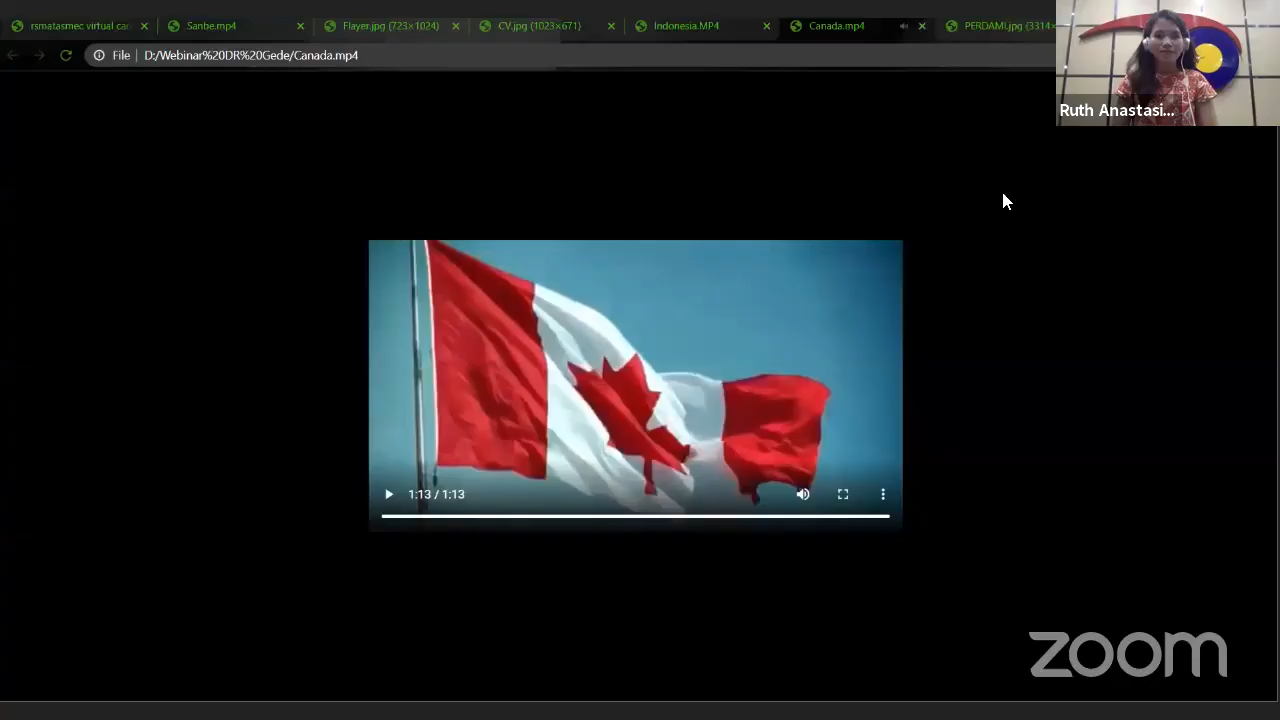 rsmatasmec virtual car
Sanbe.mp4
Flayer.jpg (723×1024)
CV.jpg (1023×671)
Indonesia.MP4
Canada.mp4
PERDAMI.jpg (3314×
File
D:/Webinar%20DR%20Gede/Canada.mp4
Ruth Anastasi...
1:13 / 1:13
zoom